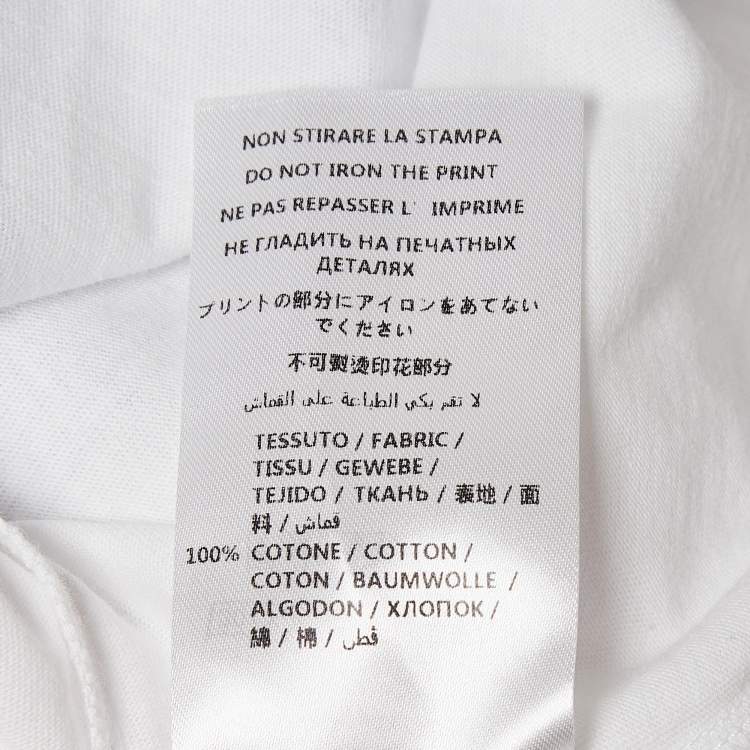 NON STIRARE LA STAMPA
DO NOT IRON THE PRINT
NE PAS REPASSER L' IMPRIME
НЕ ГЛАДИТЬ НА ПЕЧАТНЫХ
ДЕТАЛЯХ
プリントの部分にアイロンをあてない
でください
不可熨烫印花部分
لا تقم بكي الطباعة على القماش
TESSUTO / FABRIC /
TISSU / GEWEBE /
TEJIDO / ТКАНЬ / 表地 / 面
料 / قماش
100% COTONE / COTTON /
COTON / BAUMWOLLE /
ALGODON / ХЛОПОК /
綿 / 棉 / قطن